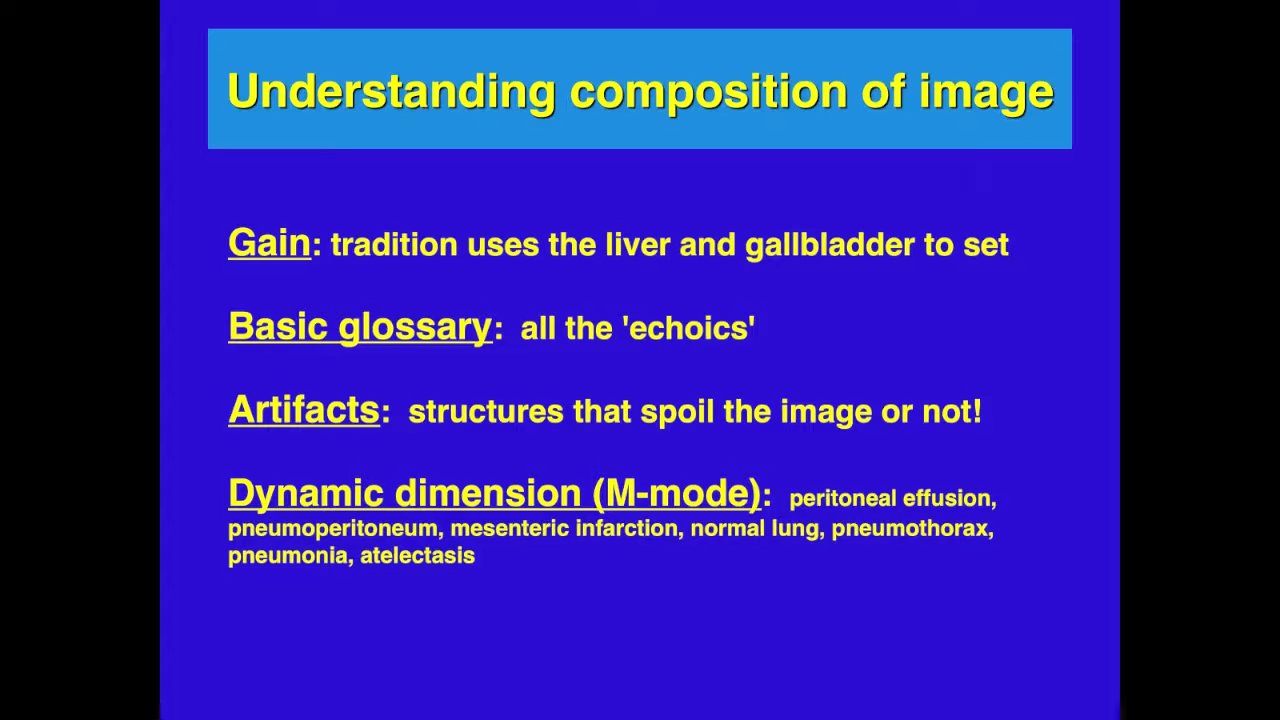 Understanding composition of image
Gain: tradition uses the liver and gallbladder to set
Basic glossary: all the 'echoics'
Artifacts: structures that spoil the image or not!
Dynamic dimension (M-mode): peritoneal effusion,
pneumoperitoneum, mesenteric infarction, normal lung, pneumothorax,
pneumonia, atelectasis